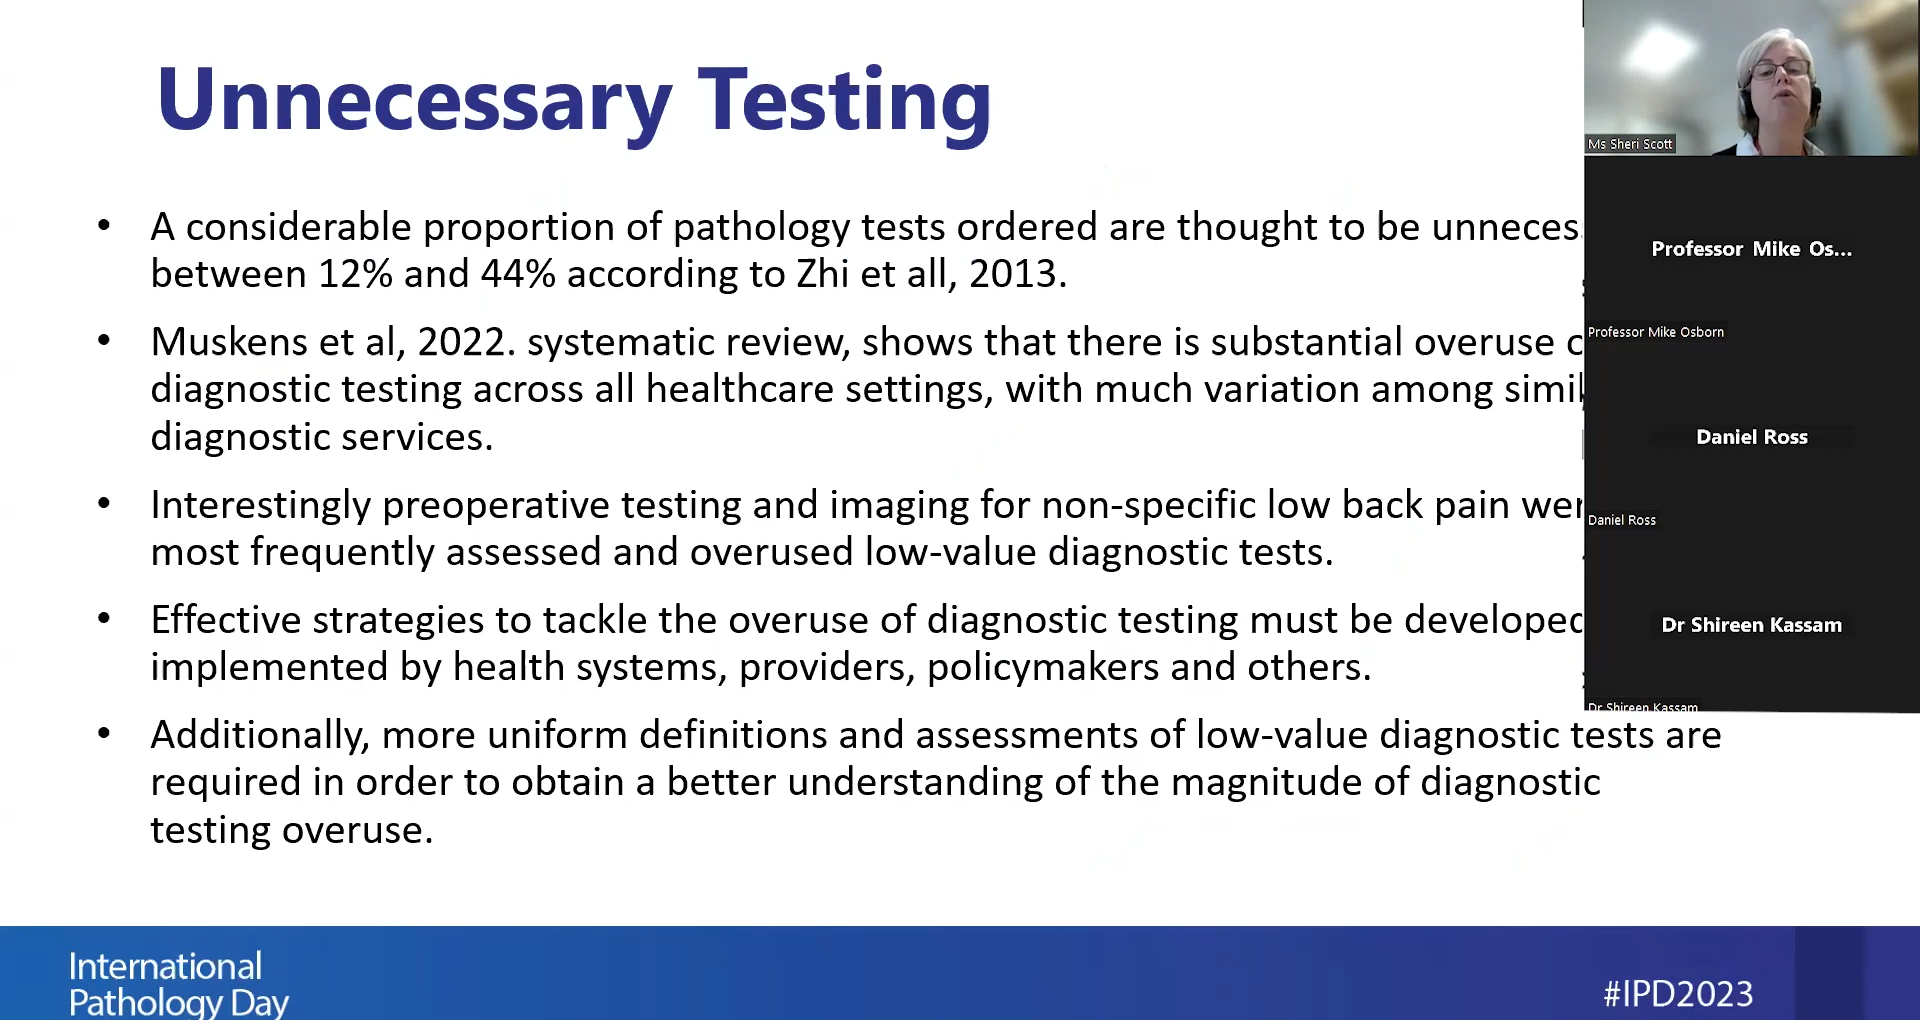 Unnecessary Testing
• A considerable proportion of pathology tests ordered are thought to be
between 12% and 44% according to Zhi et all, 2013.
• Muskens et al, 2022. systematic review, shows that there is substantial overuse
diagnostic testing across all healthcare settings, with much variation among
diagnostic services.
• Interestingly preoperative testing and imaging for non-specific low back pain
most frequently assessed and overused low-value diagnostic tests.
• Effective strategies to tackle the overuse of diagnostic testing must be developed
implemented by health systems, providers, policymakers and others.
• Additionally, more uniform definitions and assessments of low-value diagnostic tests are
required in order to obtain a better understanding of the magnitude of diagnostic
testing overuse.
International
Pathology Day
#IPD2023
Ms Sheri Scott
Professor Mike Os...
Professor Mike Osborn
Daniel Ross
Daniel Ross
Dr Shireen Kassam
Dr Shireen Kassam